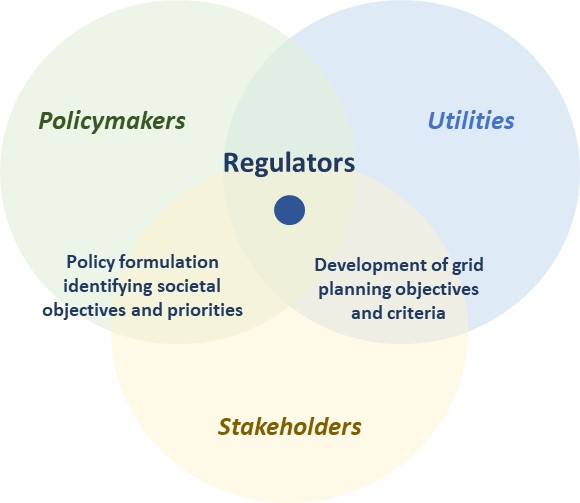 Policymakers
Utilities
Regulators
Policy formulation
identifying societal
objectives and priorities
Development of grid
planning objectives
and criteria
Stakeholders